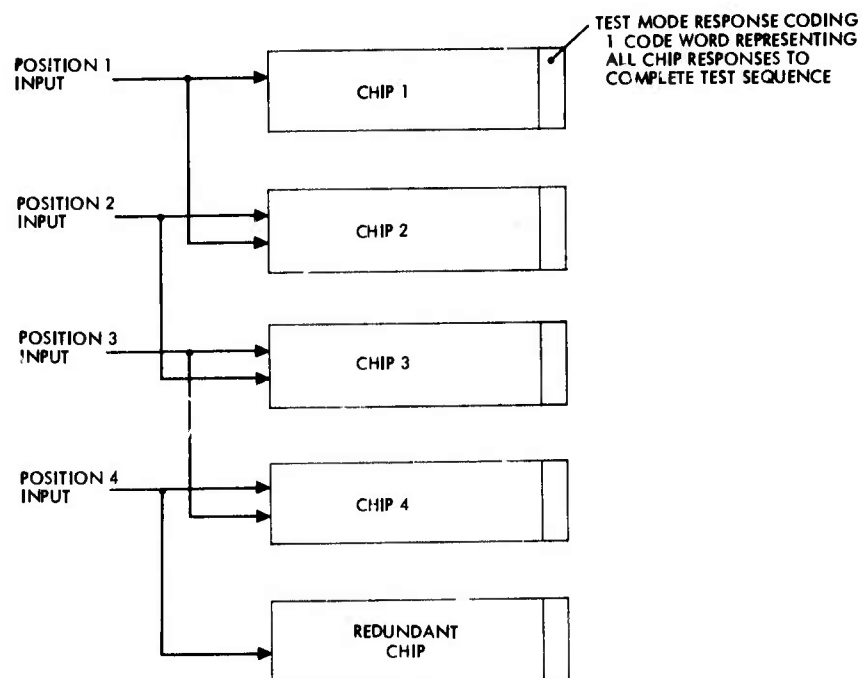 TEST MODE RESPONSE CODING
1 CODE WORD REPRESENTING
ALL CHIP RESPONSES TO
COMPLETE TEST SEQUENCE
POSITION 1
INPUT
CHIP 1
POSITION 2
INPUT
CHIP 2
POSITION 3
INPUT
CHIP 3
POSITION 4
INPUT
CHIP 4
REDUNDANT
CHIP